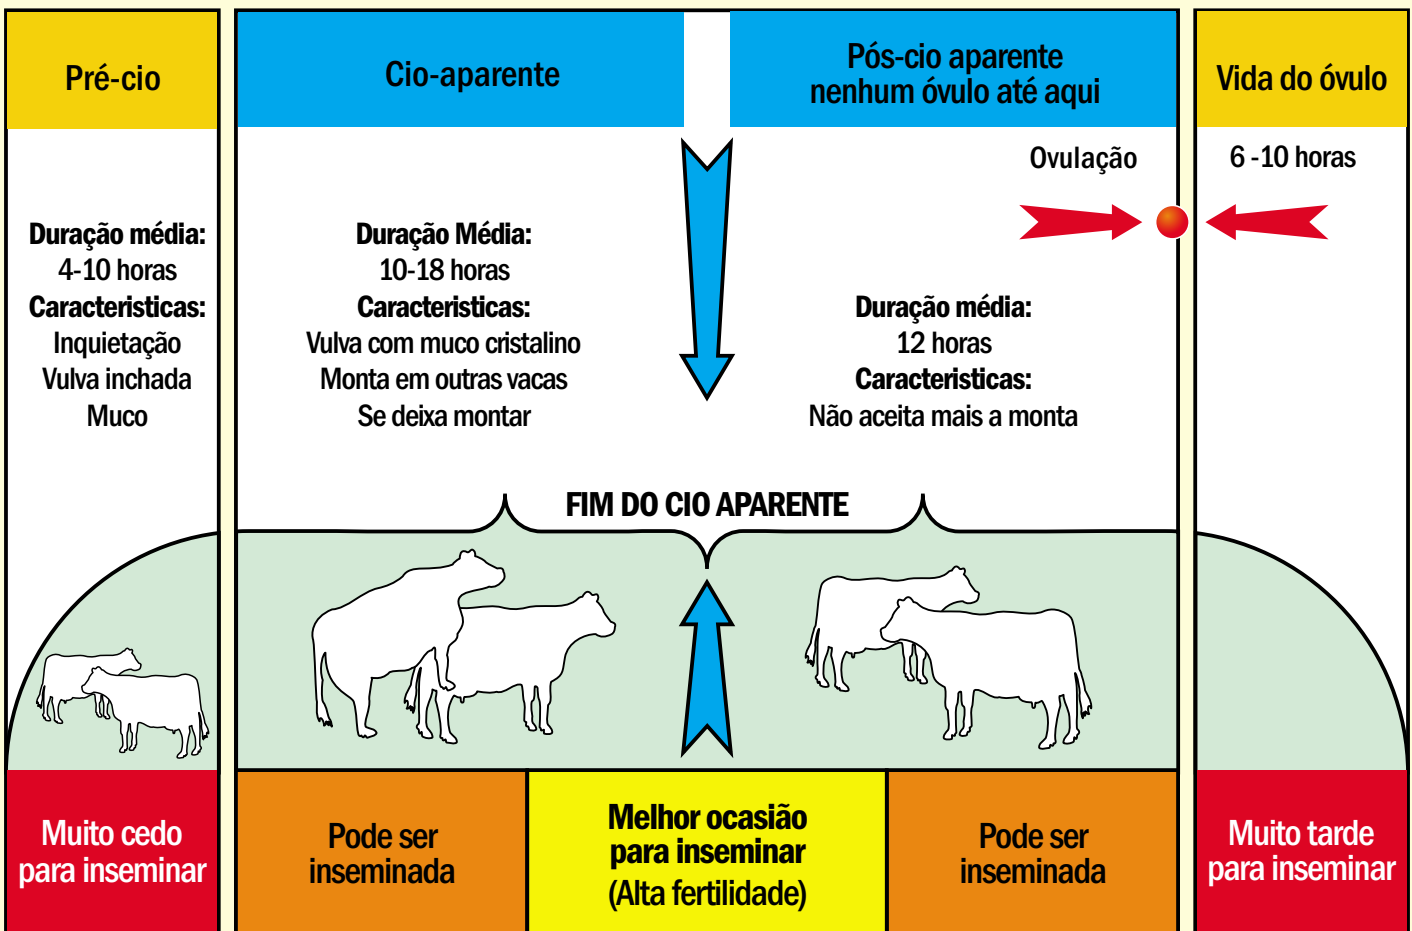 Pré-cio
Cio-aparente
Pós-cio aparente
nenhum óvulo até aqui
Vida do óvulo
Duração média:
4-10 horas
Caracteristicas:
Inquietação
Vulva inchada
Muco
Duração Média:
10-18 horas
Caracteristicas:
Vulva com muco cristalino
Monta em outras vacas
Se deixa montar
Ovulação
Duração média:
12 horas
Caracteristicas:
Não aceita mais a monta
6 -10 horas
FIM DO CIO APARENTE
Muito cedo
para inseminar
Pode ser
inseminada
Melhor ocasião
para inseminar
(Alta fertilidade)
Pode ser
inseminada
Muito tarde
para inseminar